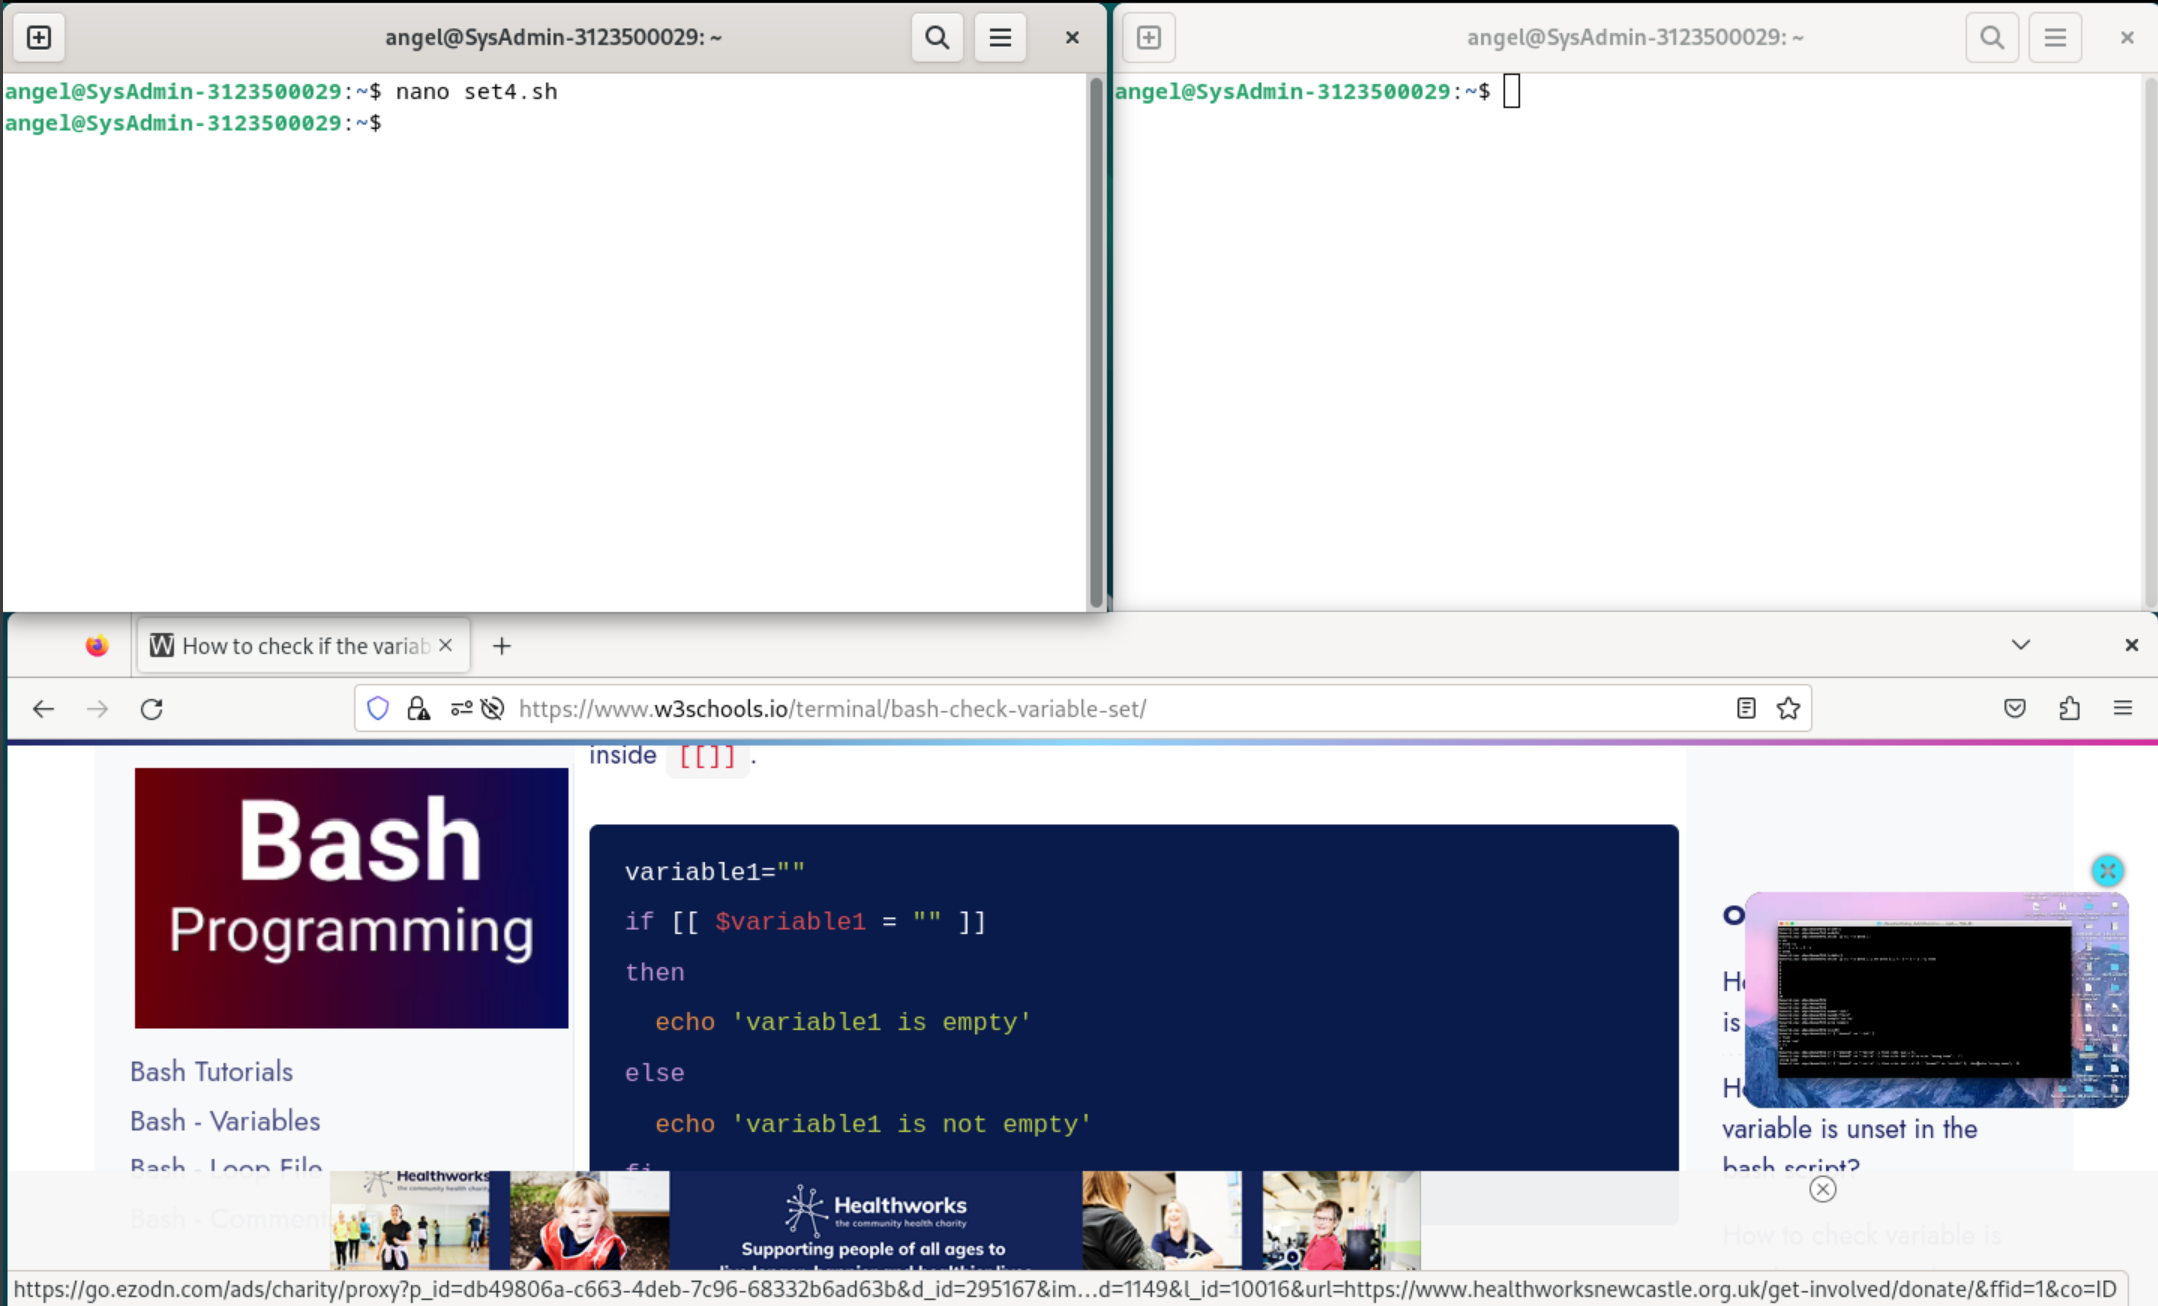 angel@SysAdmin-3123500029: ~
angel@SysAdmin-3123500029:~$ nano set4.sh
angel@SysAdmin-3123500029:~$
angel@SysAdmin-3123500029: ~
angel@SysAdmin-3123500029:~$
How to check if the variab
https://www.w3schools.io/terminal/bash-check-variable-set/
Bash
Programming
Bash Tutorials
Bash - Variables
Bash - Loop File
Bash - Comment
inside [[]] .
variable1=""
if [[ $variable1 = "" ]]
then
echo 'variable1 is empty'
else
echo 'variable1 is not empty'
fi
is
variable is unset in the
bash script?
How to check variable is
Healthworks
the community health charity
Healthworks
the community health charity
Supporting people of all ages to
live longer, happier and healthier lives
https://go.ezodn.com/ads/charity/proxy?p_id=db49806a-c663-4deb-7c96-68332b6ad63b&d_id=295167&im…d=1149&l_id=10016&url=https://www.healthworksnewcastle.org.uk/get-involved/donate/&ffid=1&co=ID